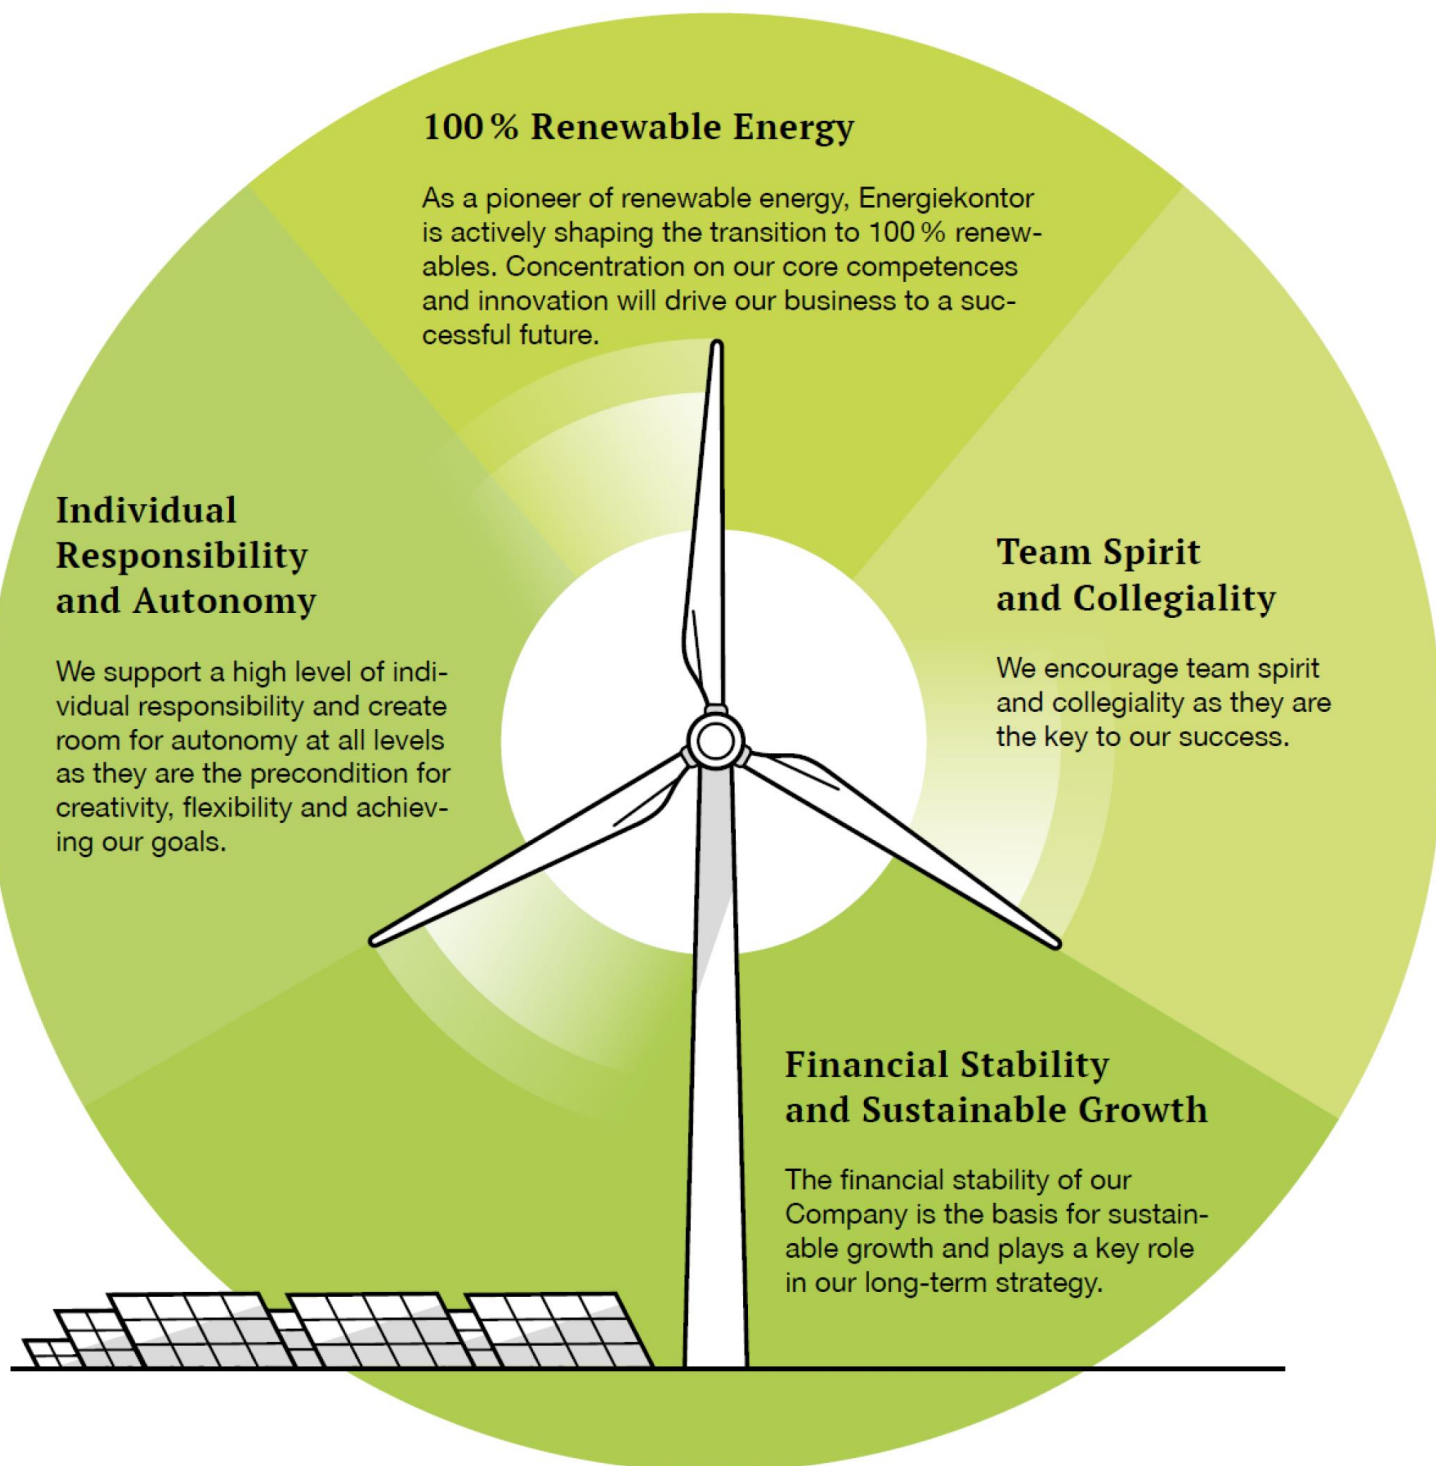 100 % Renewable Energy
As a pioneer of renewable energy, Energiekontor
is actively shaping the transition to 100 % renew-
ables. Concentration on our core competences
and innovation will drive our business to a suc-
cessful future.
Individual
Responsibility
and Autonomy
We support a high level of indi-
vidual responsibility and create
room for autonomy at all levels
as they are the precondition for
creativity, flexibility and achiev-
ing our goals.
Team Spirit
and Collegiality
We encourage team spirit
and collegiality as they are
the key to our success.
Financial Stability
and Sustainable Growth
The financial stability of our
Company is the basis for sustain-
able growth and plays a key role
in our long-term strategy.